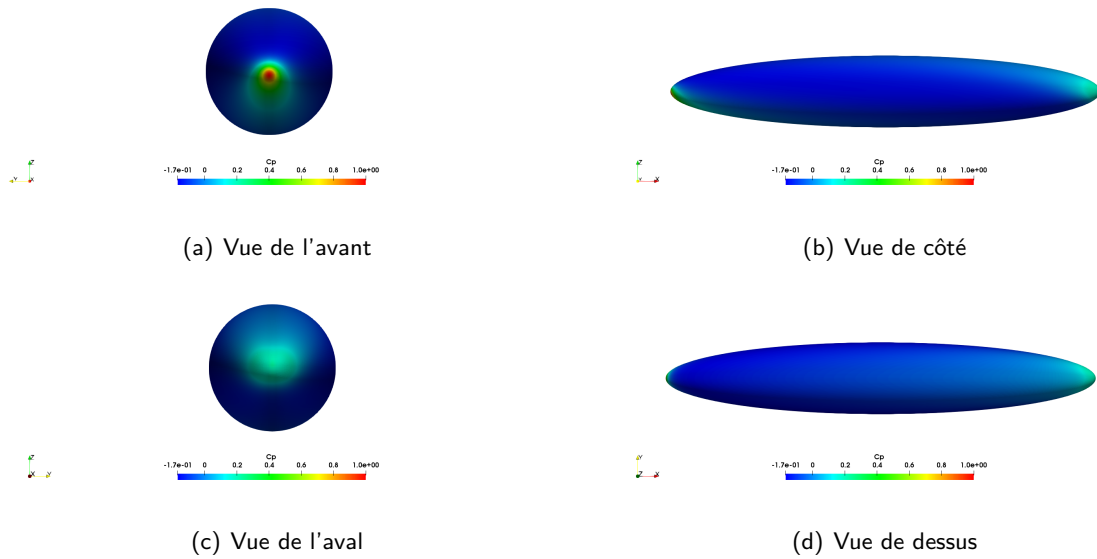 Z
Y
X
Cp
-1.7e-01 0 0.2 0.4 0.6 0.8 1.0e+00
(a) Vue de l'avant
Z
Y
X
Cp
-1.7e-01 0 0.2 0.4 0.6 0.8 1.0e+00
(b) Vue de côté
Z
X
Y
Cp
-1.7e-01 0 0.2 0.4 0.6 0.8 1.0e+00
(c) Vue de l'aval
Y
Z
X
Cp
-1.7e-01 0 0.2 0.4 0.6 0.8 1.0e+00
(d) Vue de dessus